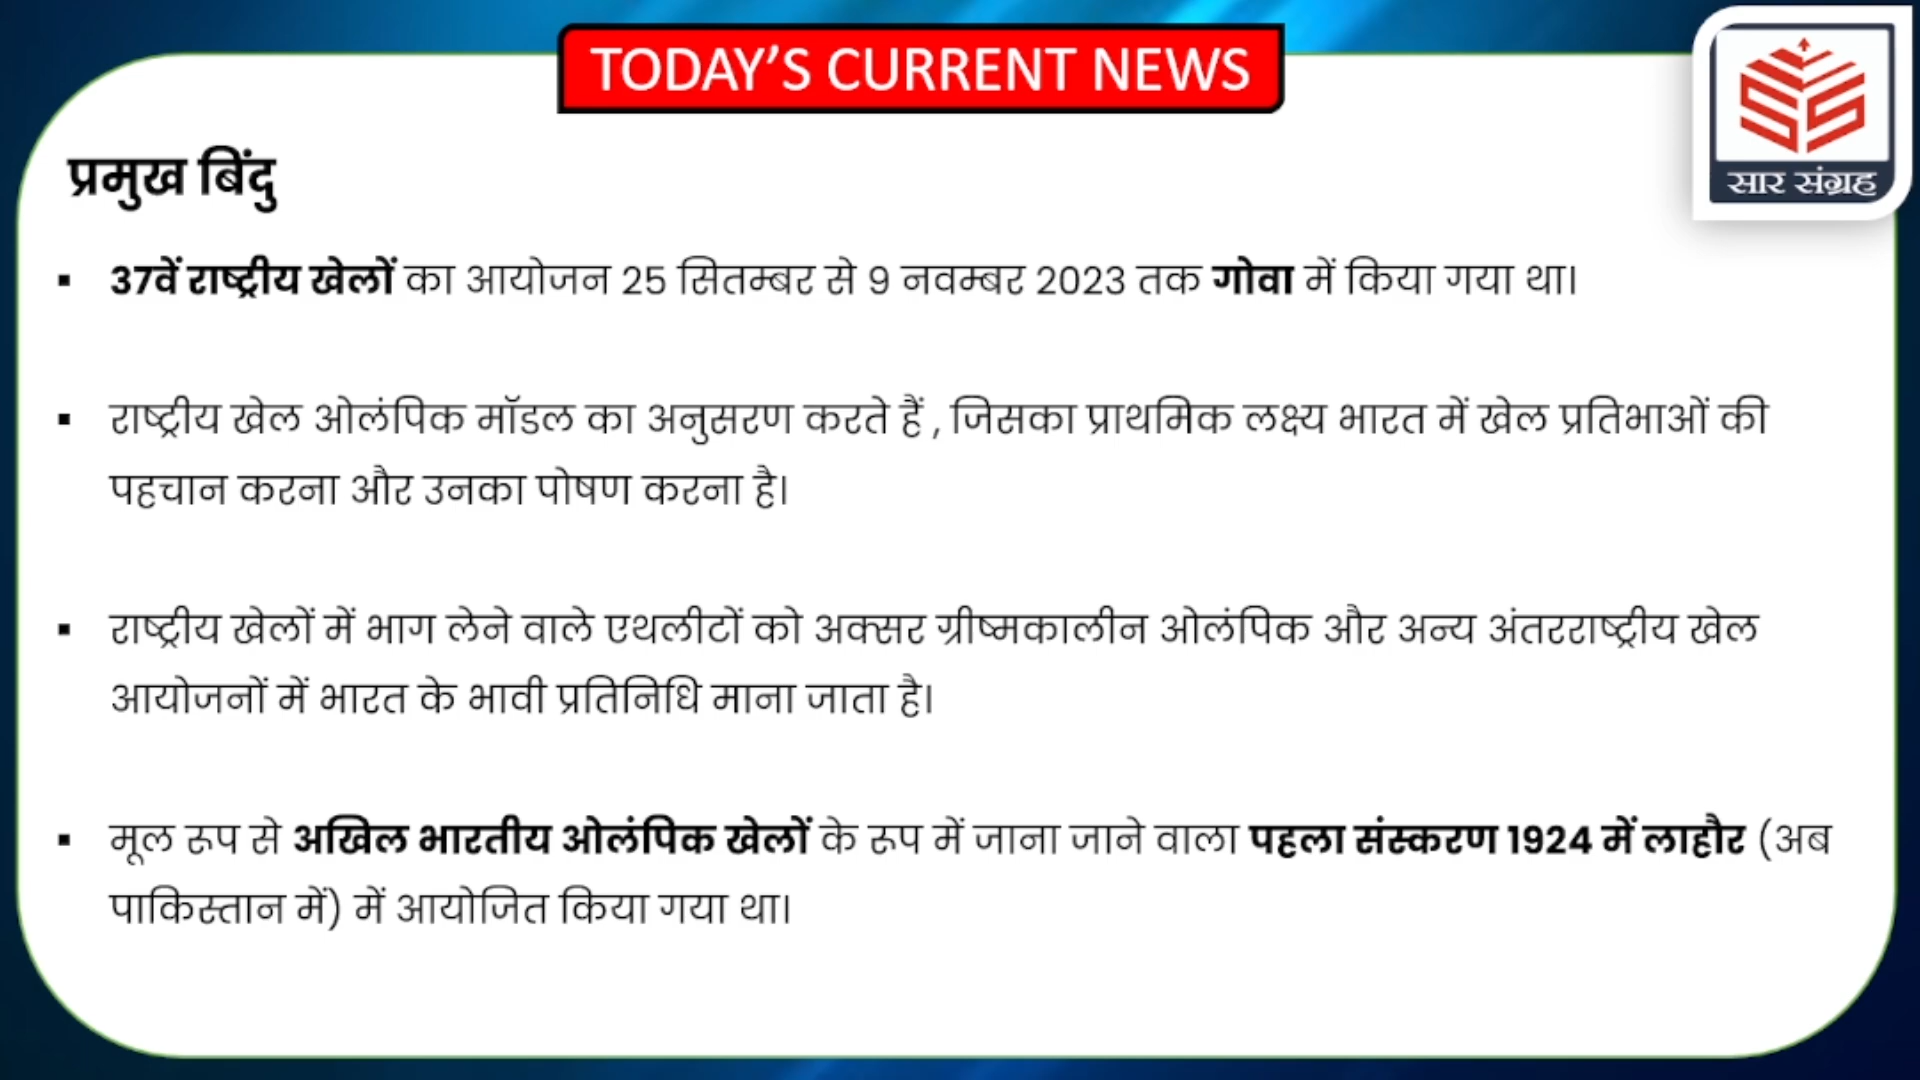 TODAY'S CURRENT NEWS
सार संग्रह
प्रमुख बिंदु
▪ 37वें राष्ट्रीय खेलों का आयोजन 25 सितम्बर से 9 नवम्बर 2023 तक गोवा में किया गया था।
▪ राष्ट्रीय खेल ओलंपिक मॉडल का अनुसरण करते हैं , जिसका प्राथमिक लक्ष्य भारत में खेल प्रतिभाओं की
पहचान करना और उनका पोषण करना है।
▪ राष्ट्रीय खेलों में भाग लेने वाले एथलीटों को अक्सर ग्रीष्मकालीन ओलंपिक और अन्य अंतरराष्ट्रीय खेल
आयोजनों में भारत के भावी प्रतिनिधि माना जाता है।
▪ मूल रूप से अखिल भारतीय ओलंपिक खेलों के रूप में जाना जाने वाला पहला संस्करण 1924 में लाहौर (अब
पाकिस्तान में) में आयोजित किया गया था।